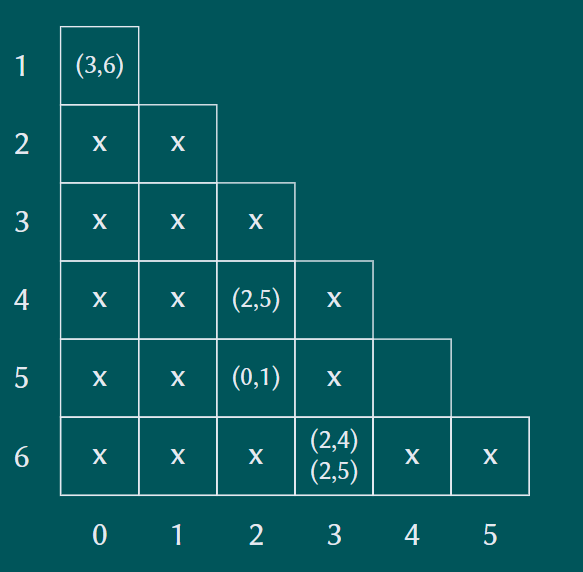 1 (3,6)
2 x x
3 x x x
4 x x (2,5) x
5 x x (0,1) x
6 x x x (2,4) x x
(2,5)
0 1 2 3 4 5